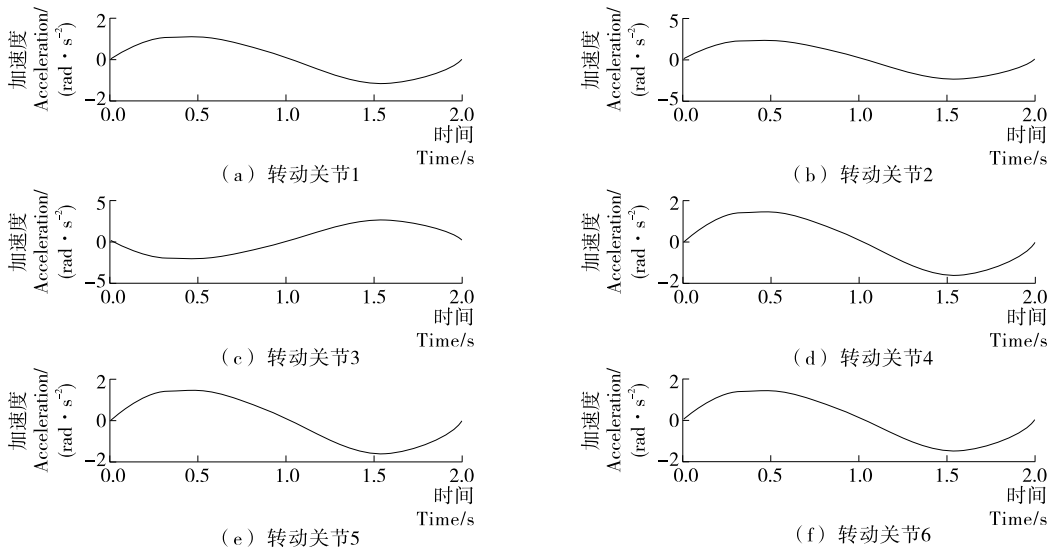 加速度
Acceleration/
(rad·s⁻²)
2
0
−2
0.0 0.5 1.0 1.5 2.0
时间
Time/s
(a) 转动关节1
加速度
Acceleration/
(rad·s⁻²)
5
0
−5
0.0 0.5 1.0 1.5 2.0
时间
Time/s
(b) 转动关节2
加速度
Acceleration/
(rad·s⁻²)
5
0
−5
0.0 0.5 1.0 1.5 2.0
时间
Time/s
(c) 转动关节3
加速度
Acceleration/
(rad·s⁻²)
2
0
−2
0.0 0.5 1.0 1.5 2.0
时间
Time/s
(d) 转动关节4
加速度
Acceleration/
(rad·s⁻²)
2
0
−2
0.0 0.5 1.0 1.5 2.0
时间
Time/s
(e) 转动关节5
加速度
Acceleration/
(rad·s⁻²)
2
0
−2
0.0 0.5 1.0 1.5 2.0
时间
Time/s
(f) 转动关节6